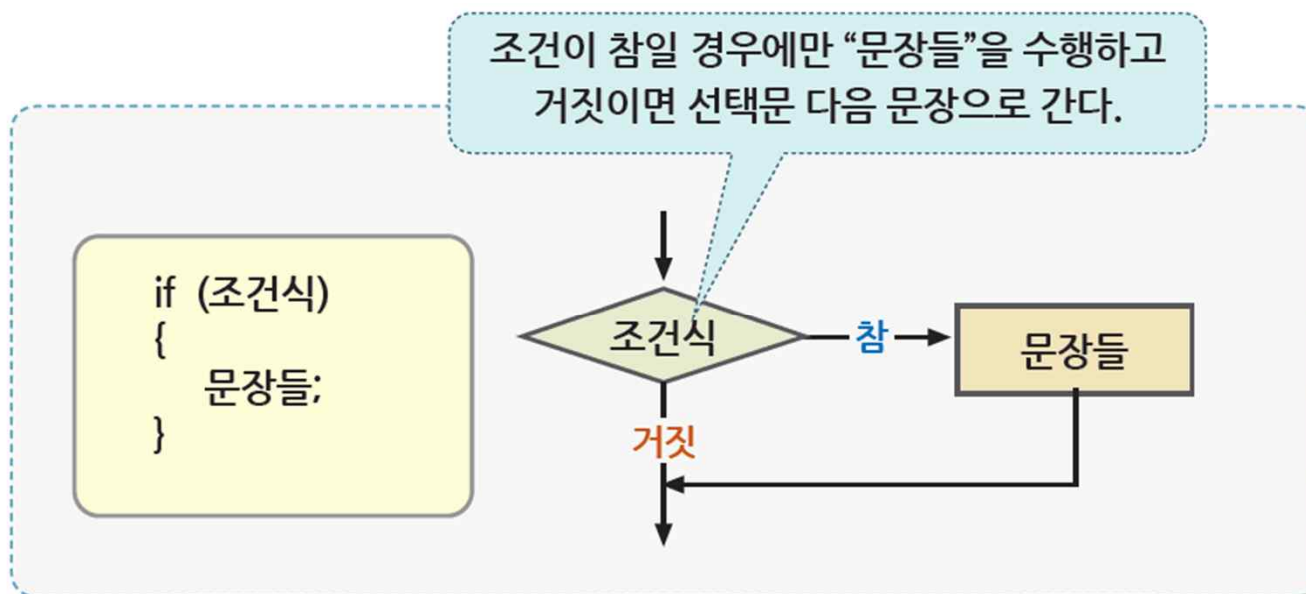 조건이 참일 경우에만 “문장들”을 수행하고
거짓이면 선택문 다음 문장으로 간다.
if (조건식)
{
문장들;
}
조건식
참
문장들
거짓